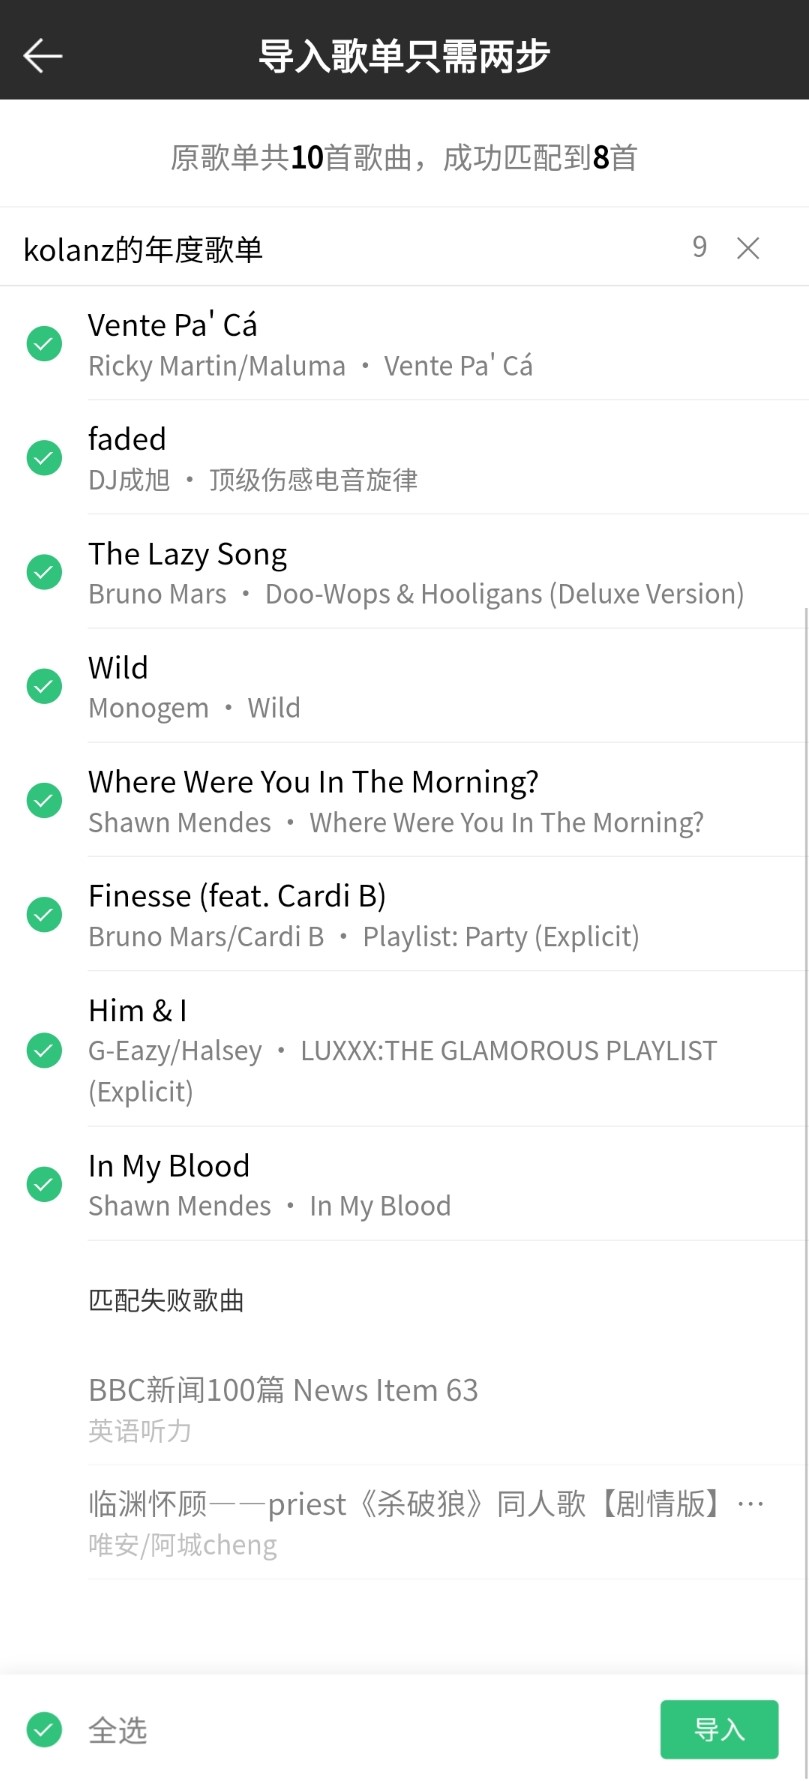 导入歌单只需两步
原歌单共10首歌曲，成功匹配到8首
kolanz的年度歌单 9
Vente Pa' Cá
Ricky Martin/Maluma · Vente Pa' Cá
faded
DJ成旭 · 顶级伤感电音旋律
The Lazy Song
Bruno Mars · Doo-Wops & Hooligans (Deluxe Version)
Wild
Monogem · Wild
Where Were You In The Morning?
Shawn Mendes · Where Were You In The Morning?
Finesse (feat. Cardi B)
Bruno Mars/Cardi B · Playlist: Party (Explicit)
Him & I
G-Eazy/Halsey · LUXXX:THE GLAMOROUS PLAYLIST
(Explicit)
In My Blood
Shawn Mendes · In My Blood
匹配失败歌曲
BBC新闻100篇 News Item 63
英语听力
临渊怀顾——priest《杀破狼》同人歌【剧情版】…
唯安/阿城cheng
全选 导入